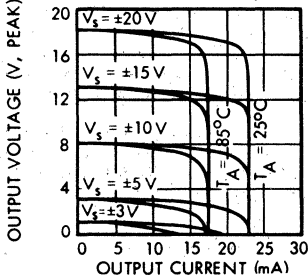 OUTPUT VOLTAGE (V, PEAK)
20
16
12
8
4
0
Vs = ±20 V
Vs = ±15 V
Vs = ±10 V
Vs = ±5 V
Vs = ±3 V
TA = 85°C
TA = 25°C
0 5 10 15 20 25 30
OUTPUT CURRENT (mA)